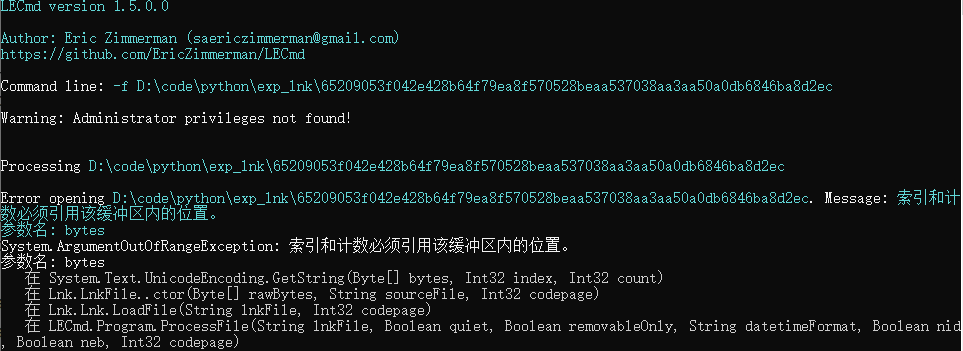 LECmd version 1.5.0.0
Author: Eric Zimmerman (saericzimmerman@gmail.com)
https://github.com/EricZimmerman/LECmd
Command line: -f D:\code\python\exp_lnk\65209053f042e428b64f79ea8f570528beaa537038aa3aa50a0db6846ba8d2ec
Warning: Administrator privileges not found!
Processing D:\code\python\exp_lnk\65209053f042e428b64f79ea8f570528beaa537038aa3aa50a0db6846ba8d2ec
Error opening D:\code\python\exp_lnk\65209053f042e428b64f79ea8f570528beaa537038aa3aa50a0db6846ba8d2ec. Message: 索引和计
数必须引用该缓冲区内的位置。
参数名: bytes
System.ArgumentOutOfRangeException: 索引和计数必须引用该缓冲区内的位置。
参数名: bytes
在 System.Text.UnicodeEncoding.GetString(Byte[] bytes, Int32 index, Int32 count)
在 Lnk.LnkFile..ctor(Byte[] rawBytes, String sourceFile, Int32 codepage)
在 Lnk.Lnk.LoadFile(String lnkFile, Int32 codepage)
在 LECmd.Program.ProcessFile(String lnkFile, Boolean quiet, Boolean removableOnly, String datetimeFormat, Boolean nid
, Boolean neb, Int32 codepage)